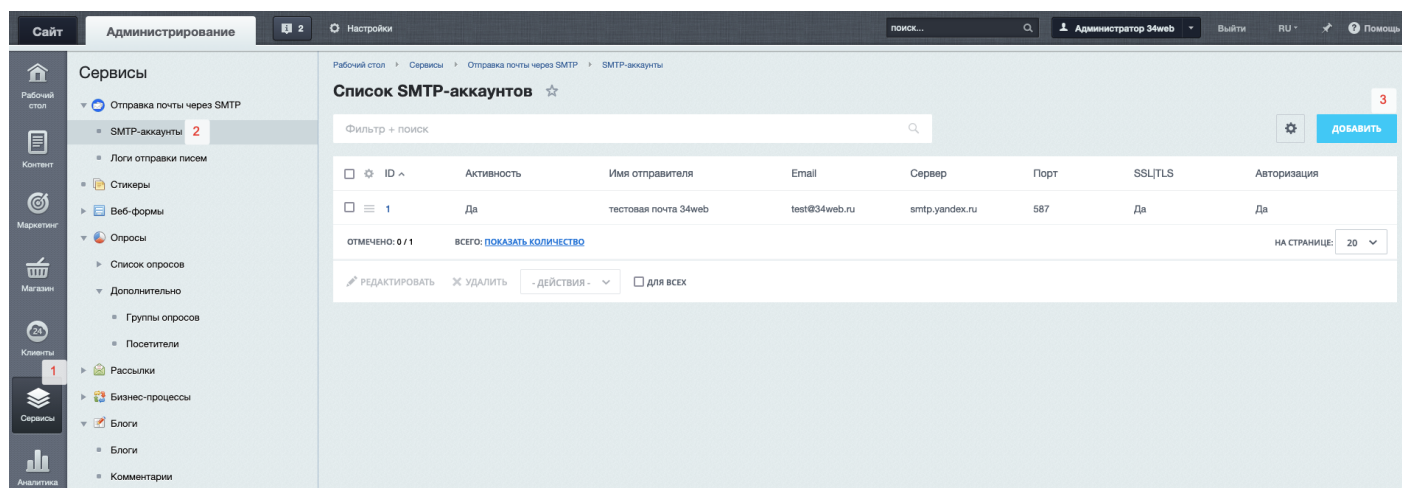 Сайт
Администрирование
2
Настройки
поиск...
Администратор 34web
Выйти
RU
Помощь
Рабочий стол
Контент
Маркетинг
Магазин
24
Клиенты
1
Сервисы
Аналитика
Сервисы
Отправка почты через SMTP
SMTP-аккаунты 2
Логи отправки писем
Стикеры
Веб-формы
Опросы
Список опросов
Дополнительно
Группы опросов
Посетители
Рассылки
Бизнес-процессы
Блоги
Блоги
Комментарии
Рабочий стол Сервисы Отправка почты через SMTP SMTP-аккаунты
Список SMTP-аккаунтов
3
Фильтр + поиск
ДОБАВИТЬ
ID Активность Имя отправителя Email Сервер Порт SSL|TLS Авторизация
1 Да тестовая почта 34web test@34web.ru smtp.yandex.ru 587 Да Да
ОТМЕЧЕНО: 0 / 1 ВСЕГО: ПОКАЗАТЬ КОЛИЧЕСТВО НА СТРАНИЦЕ: 20
РЕДАКТИРОВАТЬ УДАЛИТЬ - ДЕЙСТВИЯ - ДЛЯ ВСЕХ